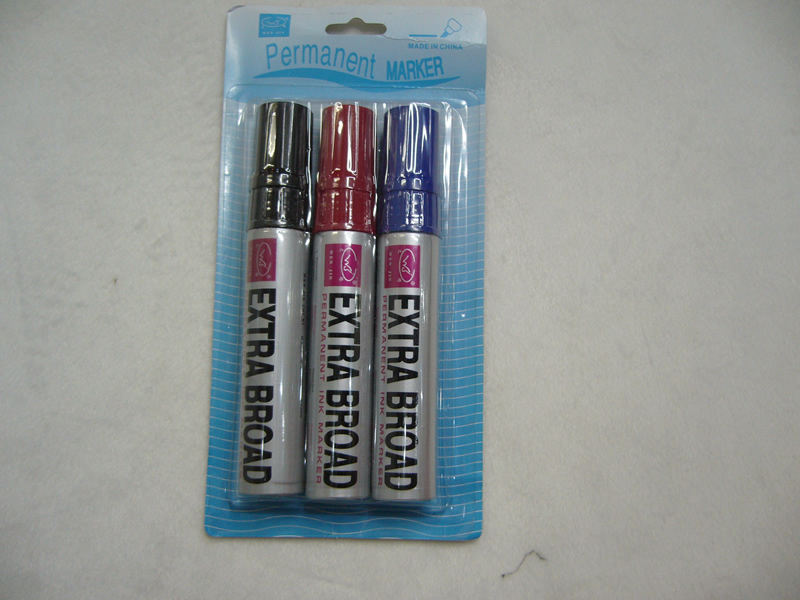 MADE IN CHINA
Permanent MARKER
EXTRA BROAD
EXTRA BROAD
PERMANENT INK MARKER
EXTRA BROAD
PERMANENT INK MARKER